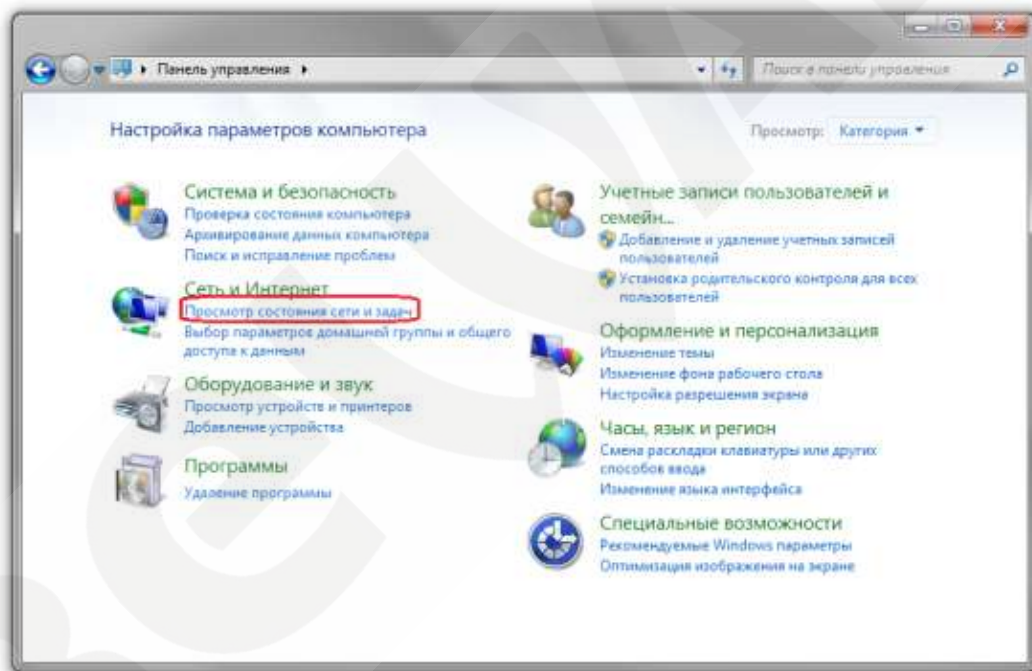 Панель управления
Поиск в панели управления
Настройка параметров компьютера
Просмотр: Категория
Система и безопасность
Проверка состояния компьютера
Архивирование данных компьютера
Поиск и исправление проблем
Сеть и Интернет
Просмотр состояния сети и задач
Выбор параметров домашней группы и общего
доступа к данным
Оборудование и звук
Просмотр устройств и принтеров
Добавление устройства
Программы
Удаление программы
Учетные записи пользователей и
семейн...
Добавление и удаление учетных записей
пользователей
Установка родительского контроля для всех
пользователей
Оформление и персонализация
Изменение темы
Изменение фона рабочего стола
Настройка разрешения экрана
Часы, язык и регион
Смена раскладки клавиатуры или других
способов ввода
Изменение языка интерфейса
Специальные возможности
Рекомендуемые Windows параметры
Оптимизация изображения на экране